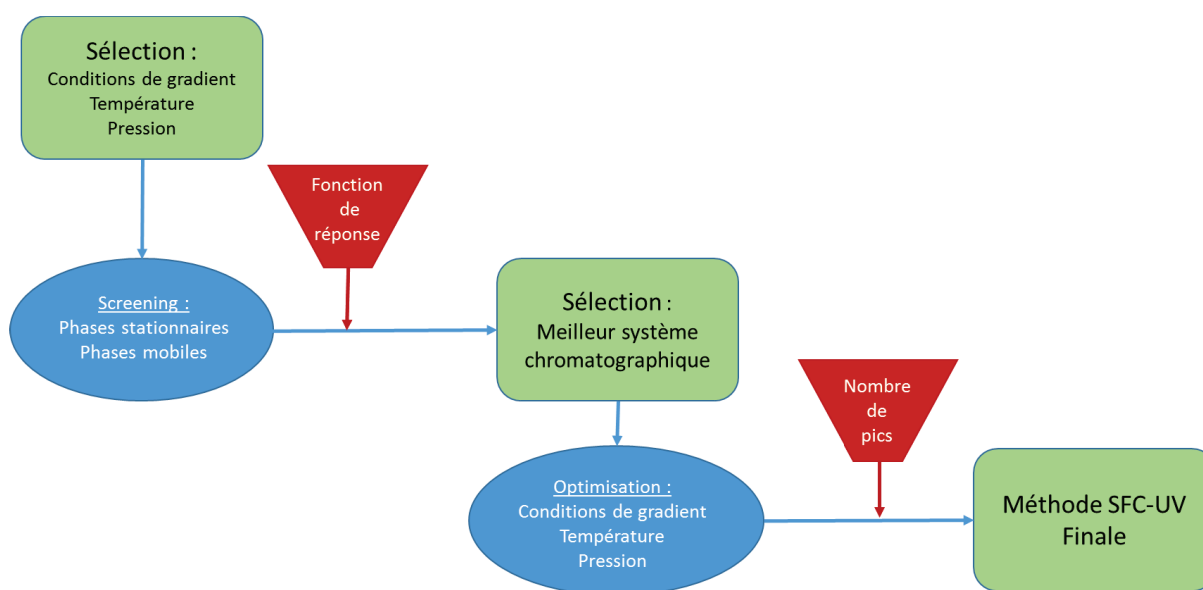 Sélection :
Conditions de gradient
Température
Pression
Fonction
de
réponse
Screening :
Phases stationnaires
Phases mobiles
Sélection :
Meilleur système
chromatographique
Nombre
de
pics
Optimisation :
Conditions de gradient
Température
Pression
Méthode SFC-UV
Finale